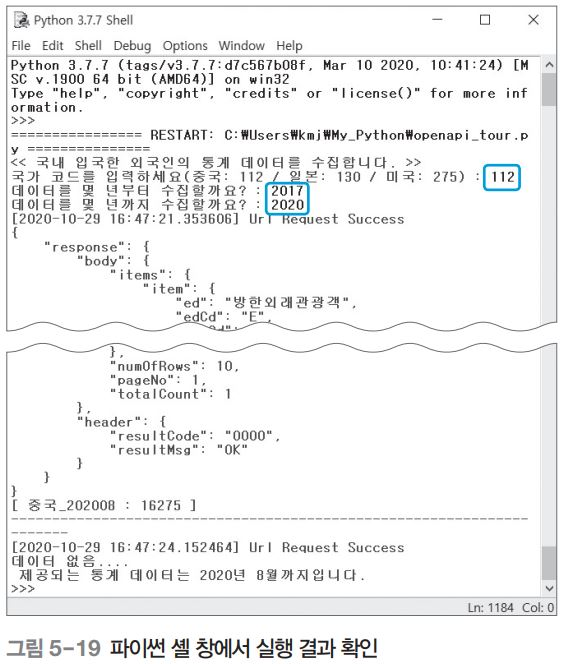 Python 3.7.7 Shell
File Edit Shell Debug Options Window Help
Python 3.7.7 (tags/v3.7.7:d7c567b08f, Mar 10 2020, 10:41:24) [M
SC v.1900 64 bit (AMD64)] on win32
Type "help", "copyright", "credits" or "license()" for more inf
ormation.
>>>
================ RESTART: C:₩Users₩kmj₩My_Python₩openapi_tour.p
y ===============
<< 국내 입국한 외국인의 통계 데이터를 수집합니다. >>
국가 코드를 입력하세요(중국: 112 / 일본: 130 / 미국: 275) : 112
데이터를 몇 년부터 수집할까요? : 2017
데이터를 몇 년까지 수집할까요? : 2020
[2020-10-29 16:47:21.353606] Url Request Success
{
"response": {
"body": {
"items": {
"item": {
"ed": "방한외래관광객",
"edCd": "E",
},
"numOfRows": 10,
"pageNo": 1,
"totalCount": 1
},
"header": {
"resultCode": "0000",
"resultMsg": "OK"
}
}
}
[ 중국_202008 : 16275 ]
---------------------------------------------------------------
-------
[2020-10-29 16:47:24.152464] Url Request Success
데이터 없음....
제공되는 통계 데이터는 2020년 8월까지입니다.
>>>
Ln: 1184 Col: 0
그림 5-19 파이썬 셸 창에서 실행 결과 확인